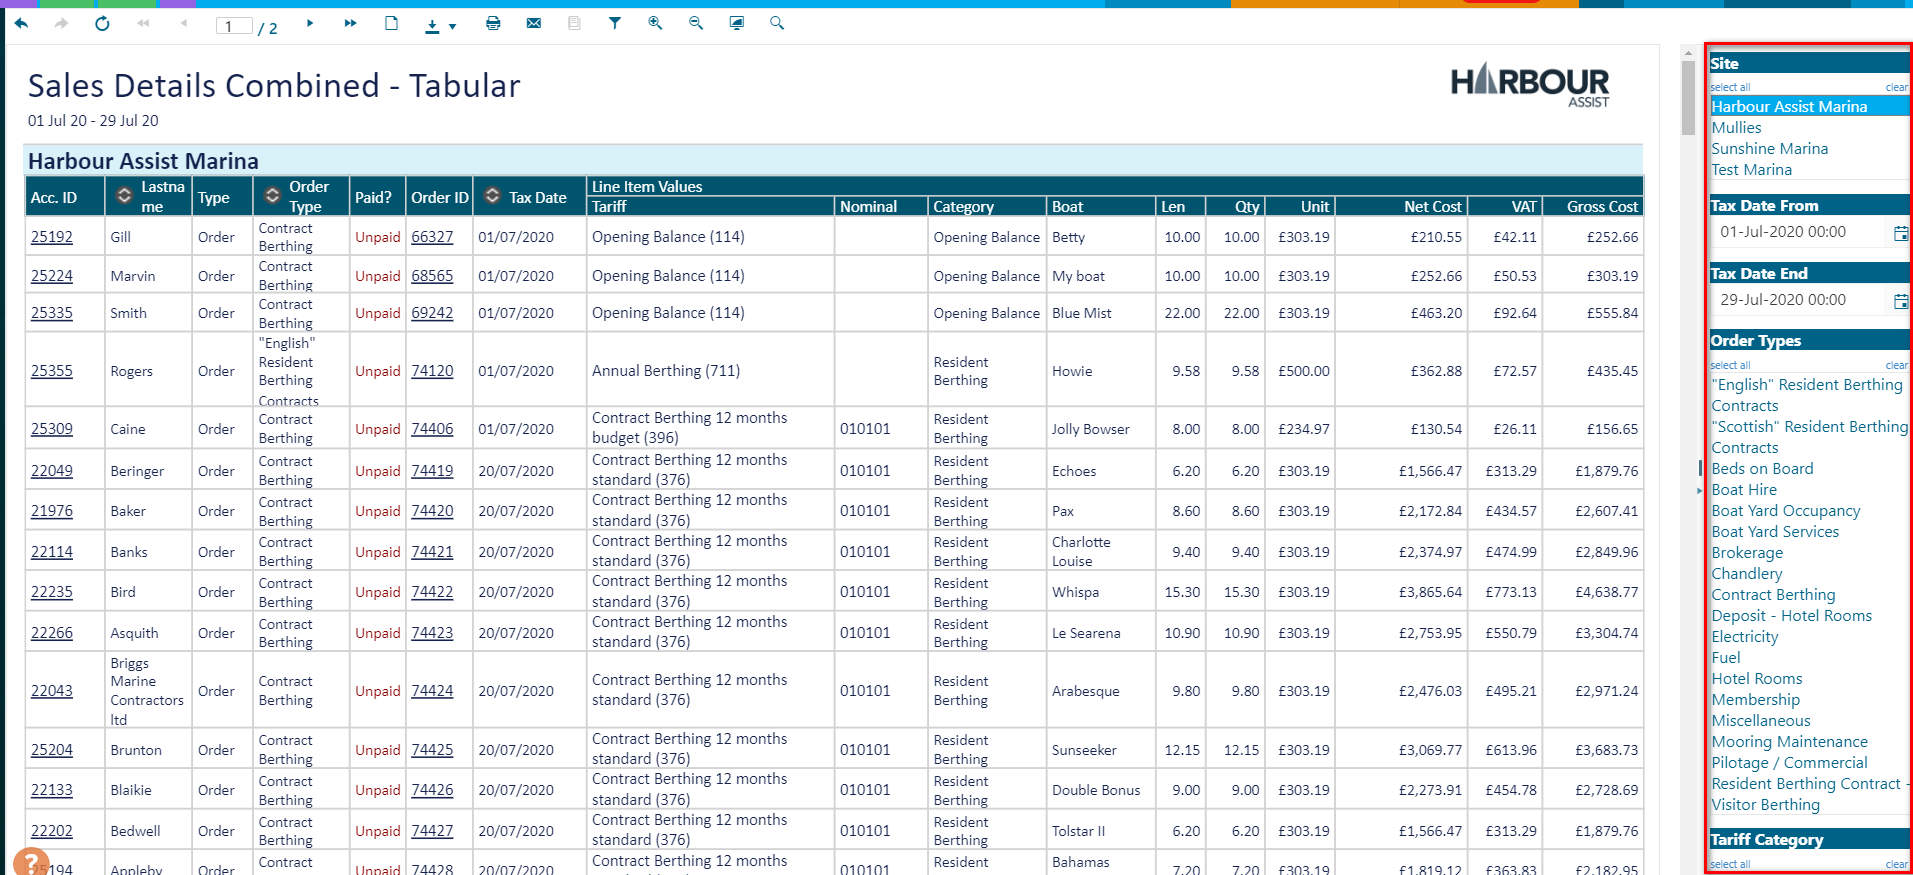 1 / 2
Sales Details Combined - Tabular
01 Jul 20 - 29 Jul 20
HARBOUR
ASSIST
Harbour Assist Marina
Acc. ID Lastna me Type Order Type Paid? Order ID Tax Date Line Item Values
Tariff Nominal Category Boat Len Qty Unit Net Cost VAT Gross Cost
25192 Gill Order Contract Berthing Unpaid 66327 01/07/2020 Opening Balance (114) Opening Balance Betty 10.00 10.00 £303.19 £210.55 £42.11 £252.66
25224 Marvin Order Contract Berthing Unpaid 68565 01/07/2020 Opening Balance (114) Opening Balance My boat 10.00 10.00 £303.19 £252.66 £50.53 £303.19
25335 Smith Order Contract Berthing Unpaid 69242 01/07/2020 Opening Balance (114) Opening Balance Blue Mist 22.00 22.00 £303.19 £463.20 £92.64 £555.84
25355 Rogers Order "English" Resident Berthing Contracts Unpaid 74120 01/07/2020 Annual Berthing (711) Resident Berthing Howie 9.58 9.58 £500.00 £362.88 £72.57 £435.45
25309 Caine Order Contract Berthing Unpaid 74406 01/07/2020 Contract Berthing 12 months budget (396) 010101 Resident Berthing Jolly Bowser 8.00 8.00 £234.97 £130.54 £26.11 £156.65
22049 Beringer Order Contract Berthing Unpaid 74419 20/07/2020 Contract Berthing 12 months standard (376) 010101 Resident Berthing Echoes 6.20 6.20 £303.19 £1,566.47 £313.29 £1,879.76
21976 Baker Order Contract Berthing Unpaid 74420 20/07/2020 Contract Berthing 12 months standard (376) 010101 Resident Berthing Pax 8.60 8.60 £303.19 £2,172.84 £434.57 £2,607.41
22114 Banks Order Contract Berthing Unpaid 74421 20/07/2020 Contract Berthing 12 months standard (376) 010101 Resident Berthing Charlotte Louise 9.40 9.40 £303.19 £2,374.97 £474.99 £2,849.96
22235 Bird Order Contract Berthing Unpaid 74422 20/07/2020 Contract Berthing 12 months standard (376) 010101 Resident Berthing Whispa 15.30 15.30 £303.19 £3,865.64 £773.13 £4,638.77
22266 Asquith Order Contract Berthing Unpaid 74423 20/07/2020 Contract Berthing 12 months standard (376) 010101 Resident Berthing Le Searena 10.90 10.90 £303.19 £2,753.95 £550.79 £3,304.74
22043 Briggs Marine Contractors ltd Order Contract Berthing Unpaid 74424 20/07/2020 Contract Berthing 12 months standard (376) 010101 Resident Berthing Arabesque 9.80 9.80 £303.19 £2,476.03 £495.21 £2,971.24
25204 Brunton Order Contract Berthing Unpaid 74425 20/07/2020 Contract Berthing 12 months standard (376) 010101 Resident Berthing Sunseeker 12.15 12.15 £303.19 £3,069.77 £613.96 £3,683.73
22133 Blaikie Order Contract Berthing Unpaid 74426 20/07/2020 Contract Berthing 12 months standard (376) 010101 Resident Berthing Double Bonus 9.00 9.00 £303.19 £2,273.91 £454.78 £2,728.69
22202 Bedwell Order Contract Berthing Unpaid 74427 20/07/2020 Contract Berthing 12 months standard (376) 010101 Resident Berthing Tolstar II 6.20 6.20 £303.19 £1,566.47 £313.29 £1,879.76
?
Appleby Order Contract Unpaid 74428 20/07/2020 Contract Berthing 12 months 010101 Resident Bahamas 7.20 7.20 £303.19 £1,819.12 £363.83 £2,182.95
Site
select all clear
Harbour Assist Marina
Mullies
Sunshine Marina
Test Marina
Tax Date From
01-Jul-2020 00:00
Tax Date End
29-Jul-2020 00:00
Order Types
select all clear
"English" Resident Berthing
Contracts
"Scottish" Resident Berthing
Contracts
Beds on Board
Boat Hire
Boat Yard Occupancy
Boat Yard Services
Brokerage
Chandlery
Contract Berthing
Deposit - Hotel Rooms
Electricity
Fuel
Hotel Rooms
Membership
Miscellaneous
Mooring Maintenance
Pilotage / Commercial
Resident Berthing Contract -
Visitor Berthing
Tariff Category
select all clear